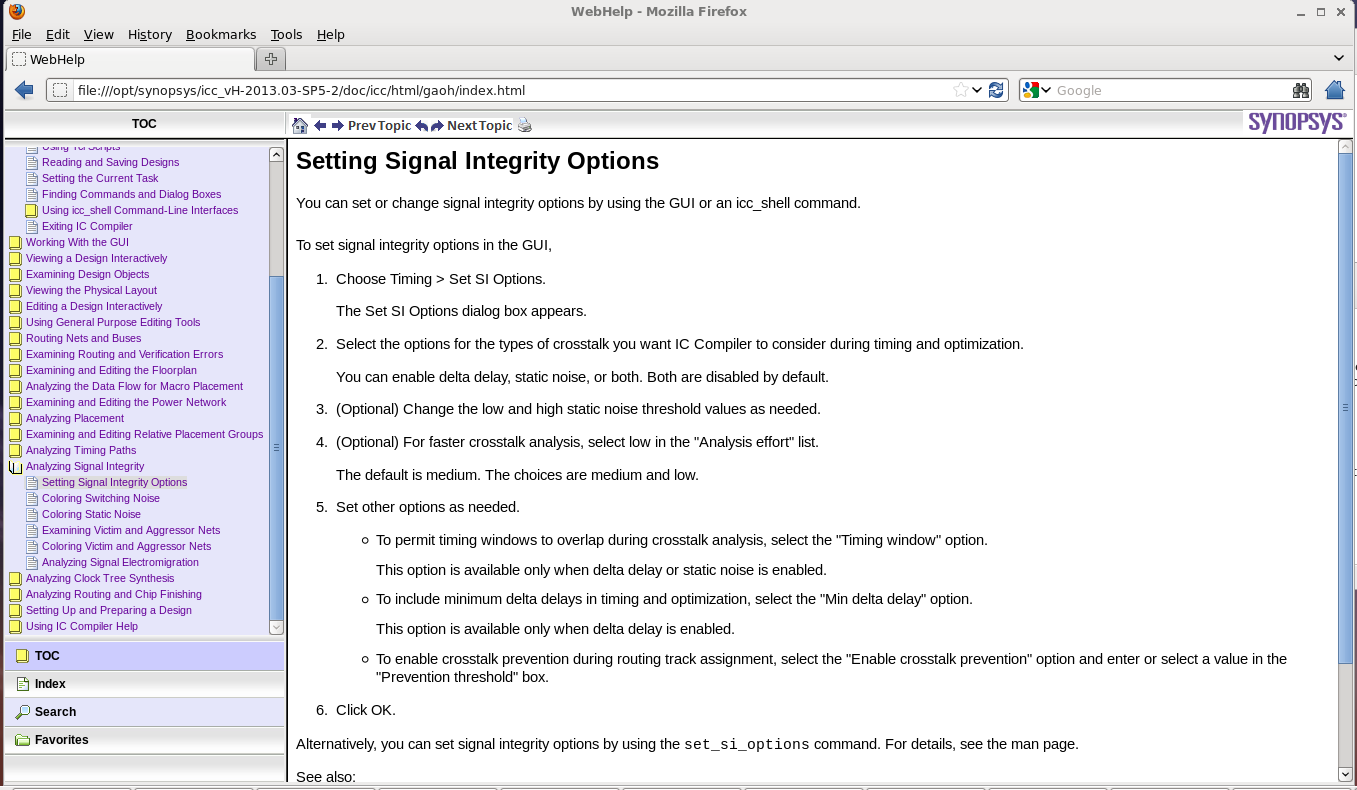 WebHelp - Mozilla Firefox
File Edit View History Bookmarks Tools Help
WebHelp
file:///opt/synopsys/icc_vH-2013.03-SP5-2/doc/icc/html/gaoh/index.html
Google
TOC
Prev Topic Next Topic
SYNOPSYS
Using Tcl Scripts
Reading and Saving Designs
Setting the Current Task
Finding Commands and Dialog Boxes
Using icc_shell Command-Line Interfaces
Exiting IC Compiler
Working With the GUI
Viewing a Design Interactively
Examining Design Objects
Viewing the Physical Layout
Editing a Design Interactively
Using General Purpose Editing Tools
Routing Nets and Buses
Examining Routing and Verification Errors
Examining and Editing the Floorplan
Analyzing the Data Flow for Macro Placement
Examining and Editing the Power Network
Analyzing Placement
Examining and Editing Relative Placement Groups
Analyzing Timing Paths
Analyzing Signal Integrity
Setting Signal Integrity Options
Coloring Switching Noise
Coloring Static Noise
Examining Victim and Aggressor Nets
Coloring Victim and Aggressor Nets
Analyzing Signal Electromigration
Analyzing Clock Tree Synthesis
Analyzing Routing and Chip Finishing
Setting Up and Preparing a Design
Using IC Compiler Help
TOC
Index
Search
Favorites
Setting Signal Integrity Options
You can set or change signal integrity options by using the GUI or an icc_shell command.
To set signal integrity options in the GUI,
1. Choose Timing > Set SI Options.
The Set SI Options dialog box appears.
2. Select the options for the types of crosstalk you want IC Compiler to consider during timing and optimization.
You can enable delta delay, static noise, or both. Both are disabled by default.
3. (Optional) Change the low and high static noise threshold values as needed.
4. (Optional) For faster crosstalk analysis, select low in the "Analysis effort" list.
The default is medium. The choices are medium and low.
5. Set other options as needed.
To permit timing windows to overlap during crosstalk analysis, select the "Timing window" option.
This option is available only when delta delay or static noise is enabled.
To include minimum delta delays in timing and optimization, select the "Min delta delay" option.
This option is available only when delta delay is enabled.
To enable crosstalk prevention during routing track assignment, select the "Enable crosstalk prevention" option and enter or select a value in the
"Prevention threshold" box.
6. Click OK.
Alternatively, you can set signal integrity options by using the set_si_options command. For details, see the man page.
See also: